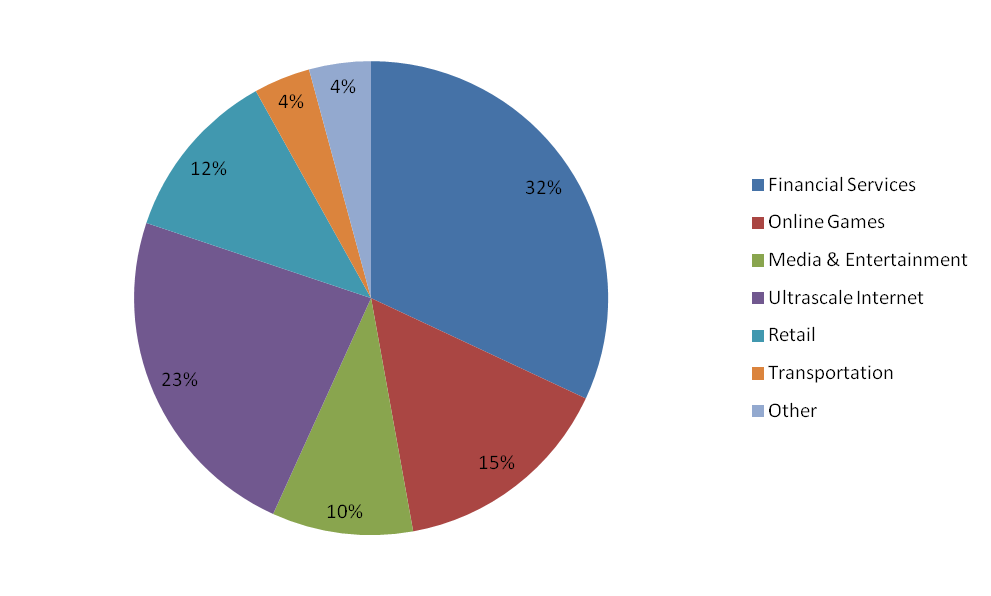 4%
4%
12%
32%
23%
15%
10%
Financial Services
Online Games
Media & Entertainment
Ultrascale Internet
Retail
Transportation
Other